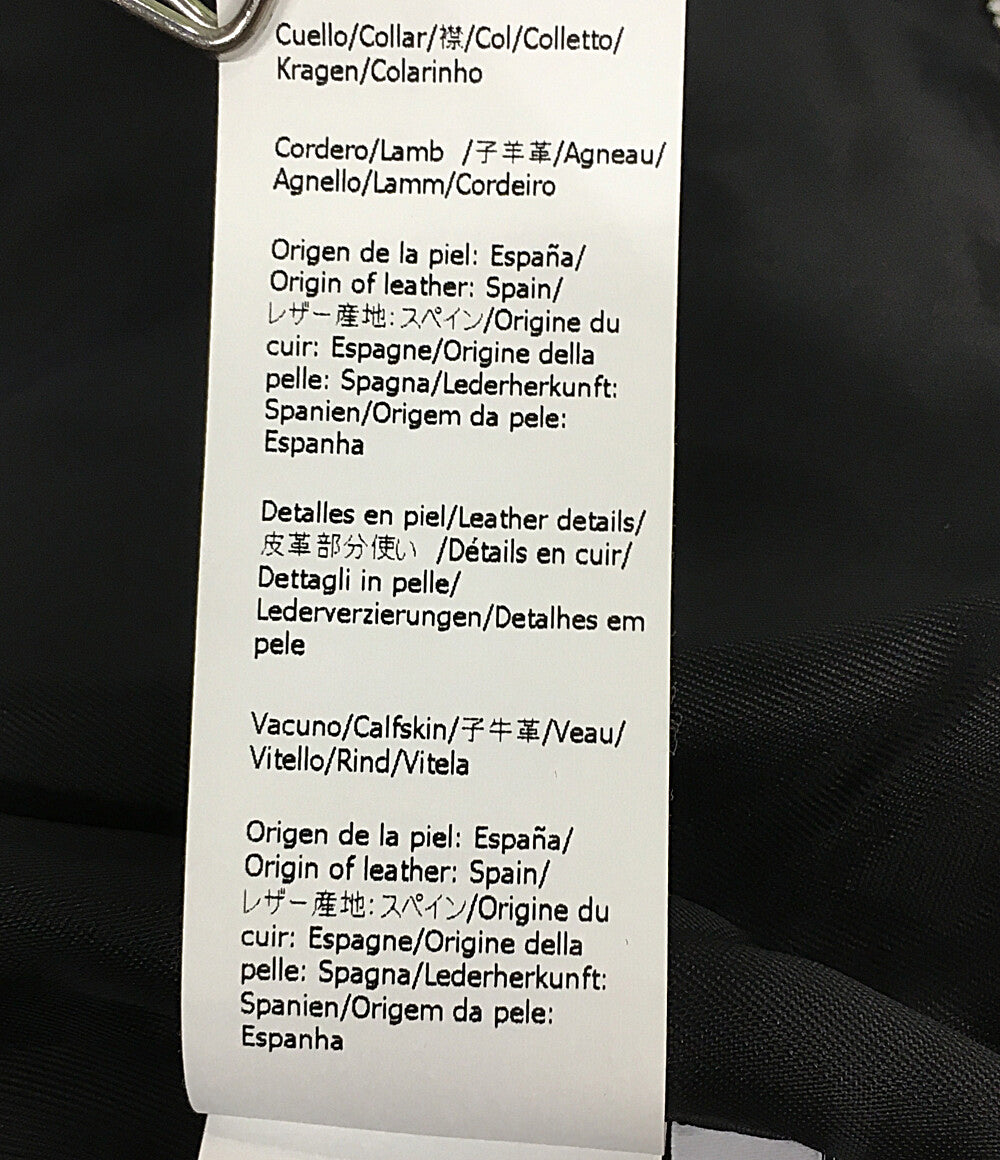 Cuello/Collar/襟/Col/Colletto/
Kragen/Colarinho
Cordero/Lamb /子羊革/Agneau/
Agnello/Lamm/Cordeiro
Origen de la piel: España/
Origin of leather: Spain/
レザー産地:スペイン/Origine du
cuir: Espagne/Origine della
pelle: Spagna/Lederherkunft:
Spanien/Origem da pele:
Espanha
Detalles en piel/Leather details/
皮革部分使い /Détails en cuir/
Dettagli in pelle/
Lederverzierungen/Detalhes em
pele
Vacuno/Calfskin/子牛革/Veau/
Vitello/Rind/Vitela
Origen de la piel: España/
Origin of leather: Spain/
レザー産地:スペイン/Origine du
cuir: Espagne/Origine della
pelle: Spagna/Lederherkunft:
Spanien/Origem da pele:
Espanha